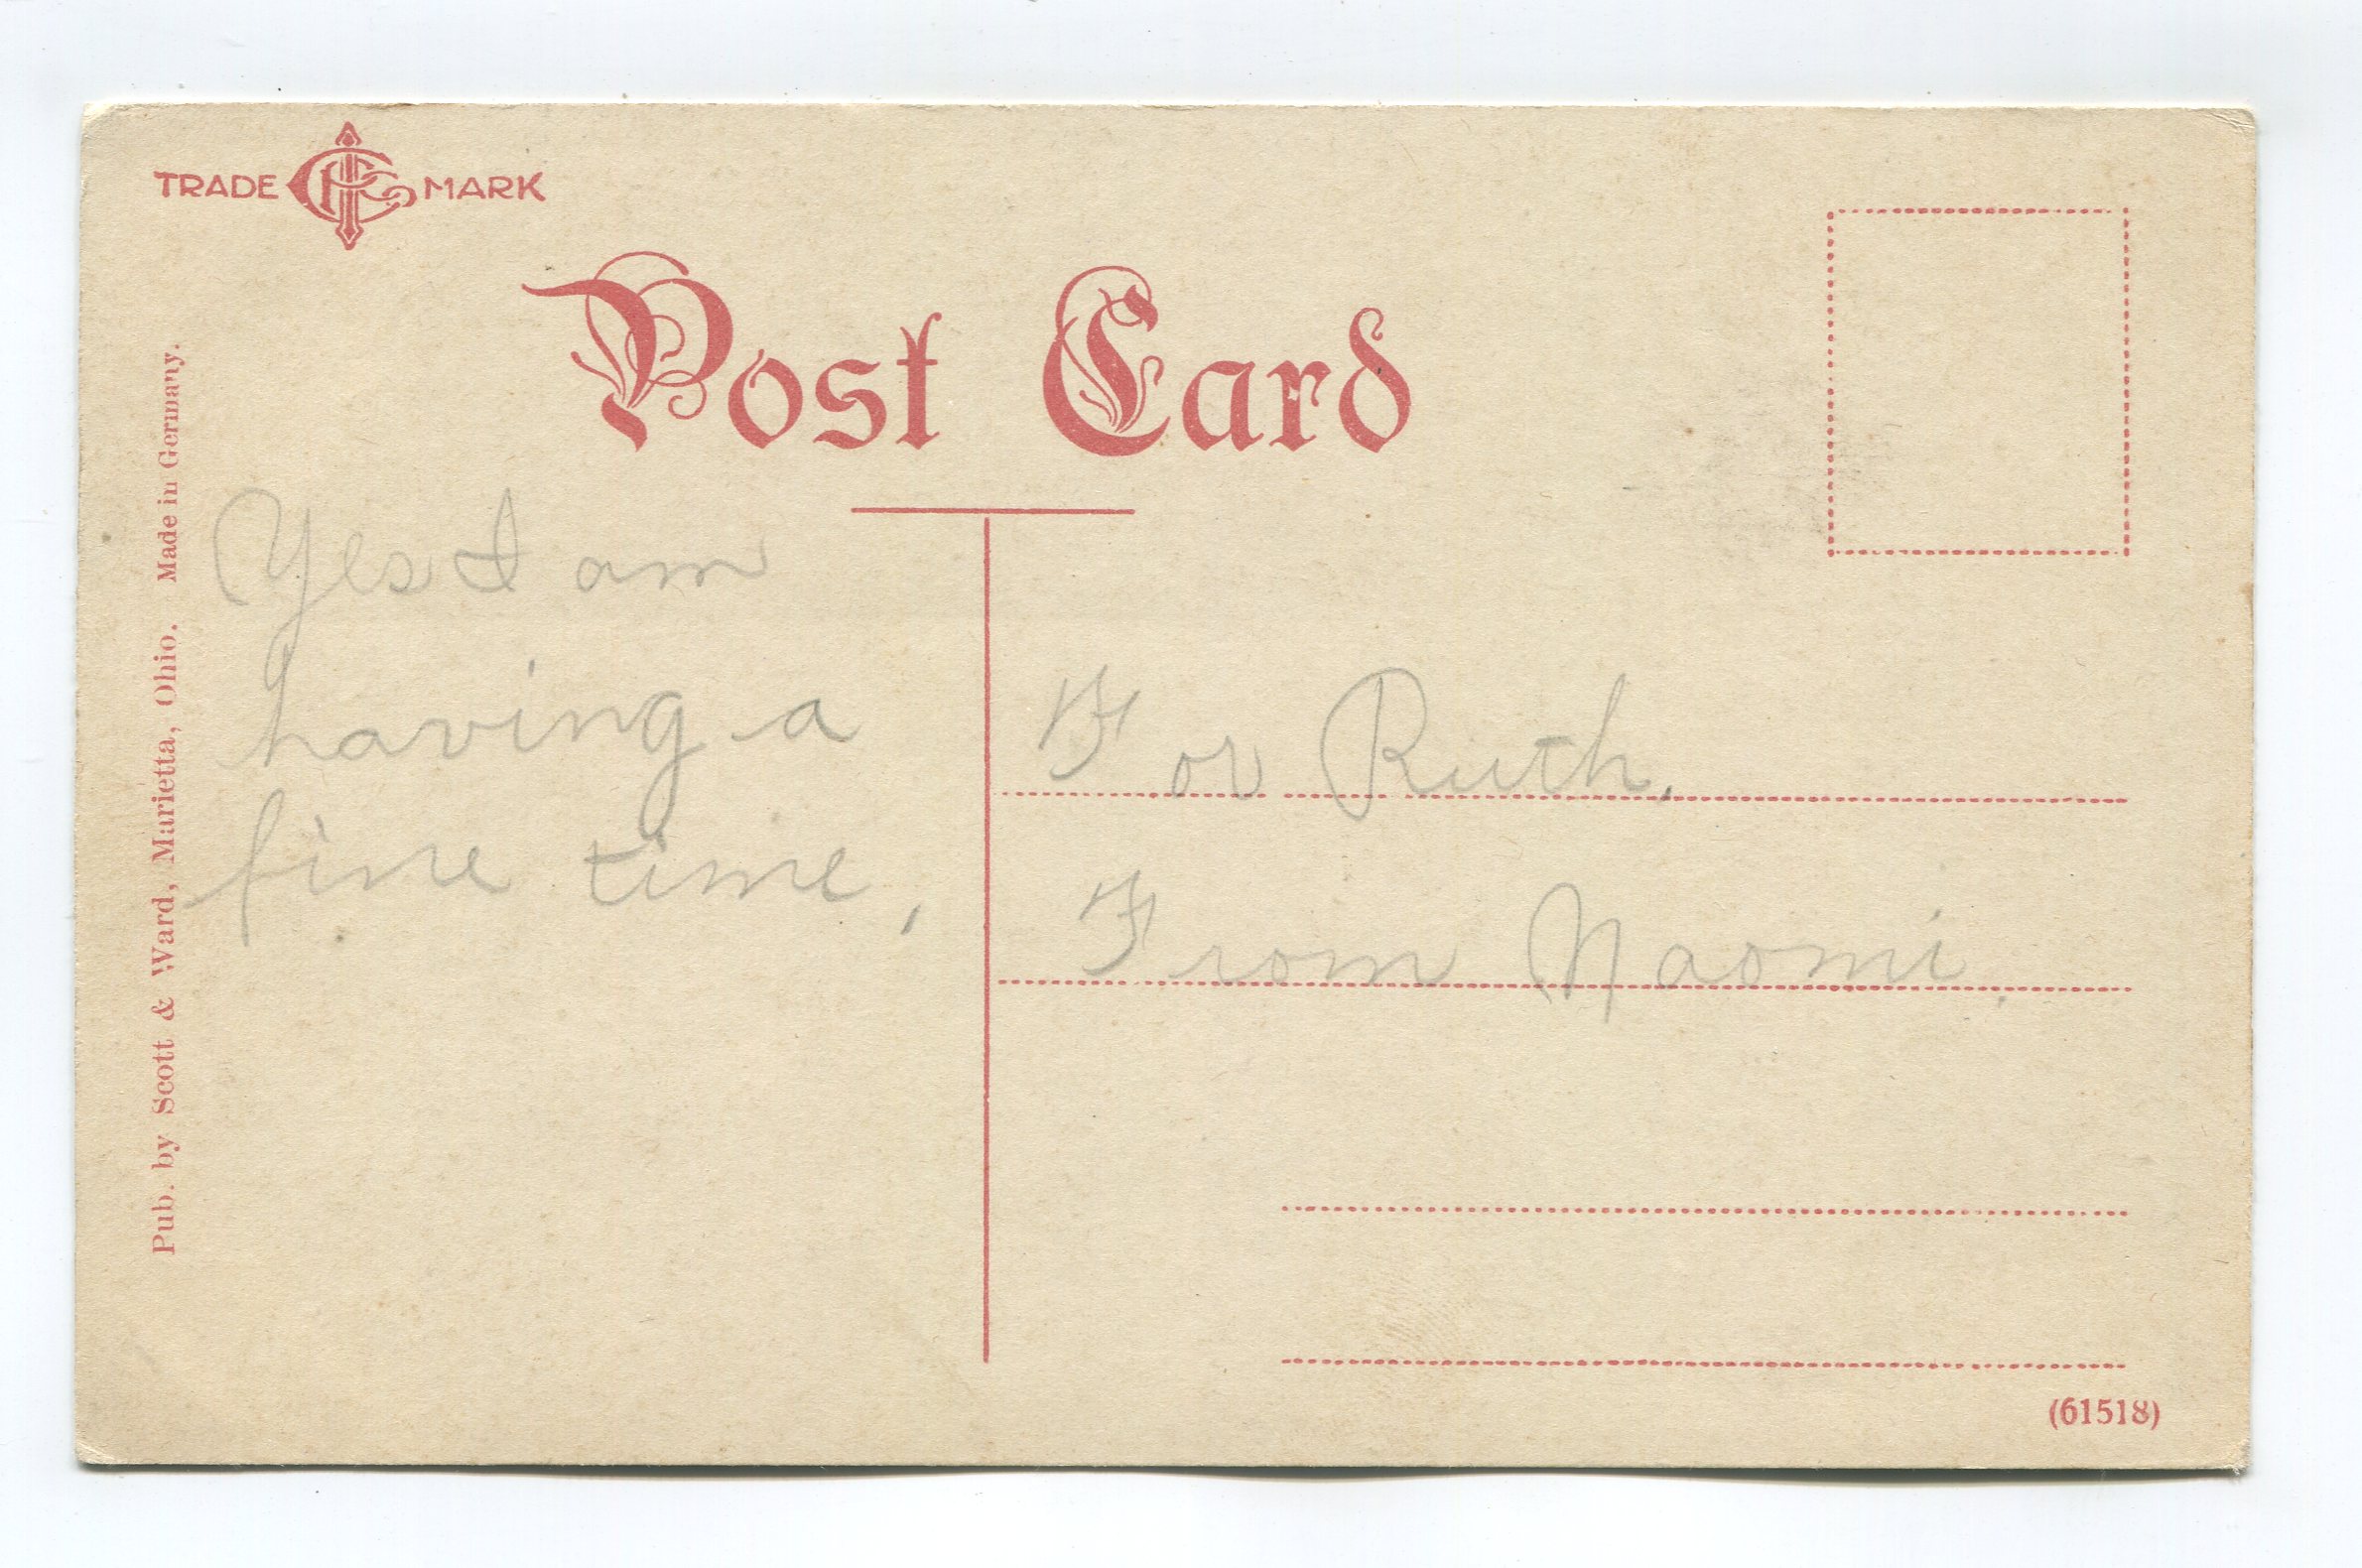 TRADE MARK
Post Card
Pub. by Scott & Ward, Marietta, Ohio. Made in Germany.
Yes I am
having a
fine time,
For Ruth,
From Naomi.
(61518)